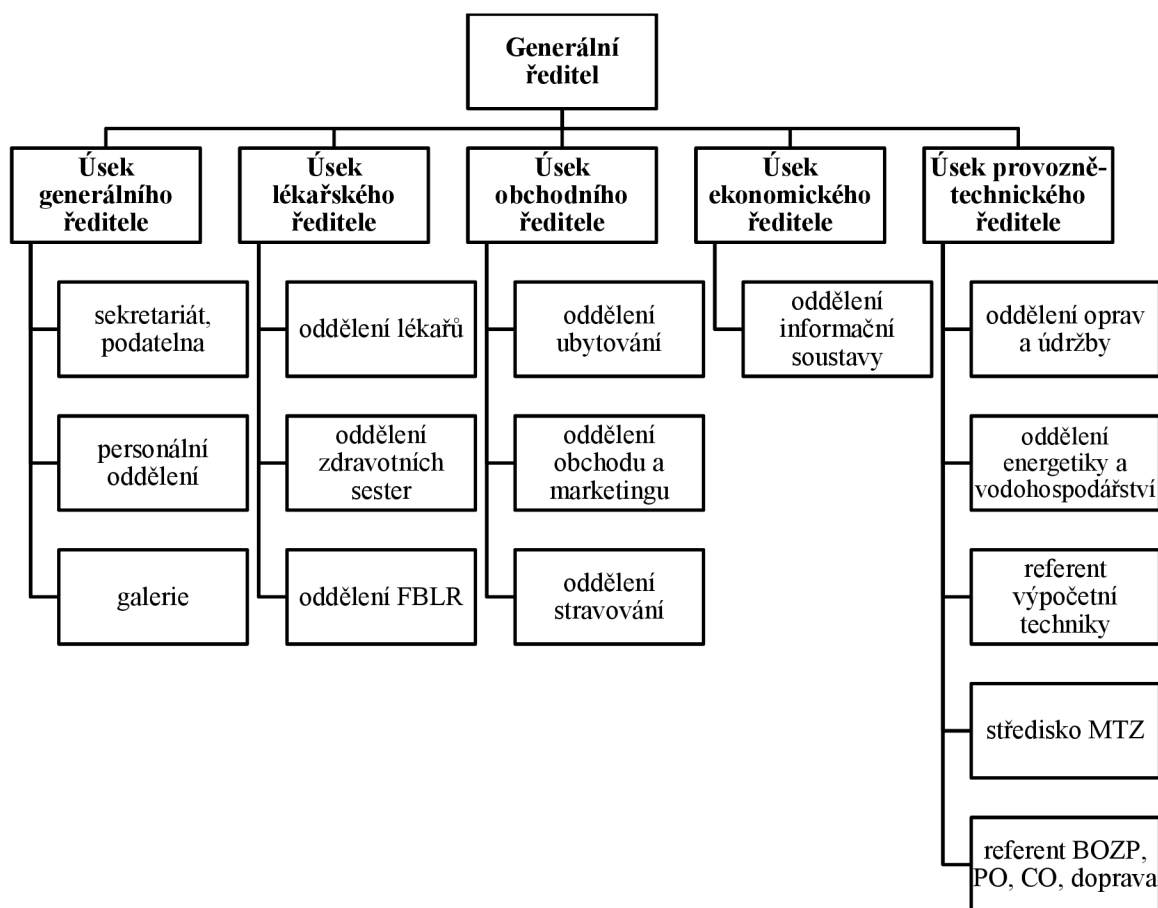 Generální
ředitel
Úsek
generálního
ředitele
Úsek
lékařského
ředitele
Úsek
obchodního
ředitele
Úsek
ekonomického
ředitele
Úsek provozně-
technického
ředitele
sekretariát,
podatelna
personální
oddělení
galerie
oddělení lékařů
oddělení
zdravotních
sester
oddělení FBLR
oddělení
ubytování
oddělení
obchodu a
marketingu
oddělení
stravování
oddělení
informační
soustavy
oddělení oprav
a údržby
oddělení
energetiky a
vodohospodářství
referent
výpočetní
techniky
středisko MTZ
referent BOZP,
PO, CO, doprava